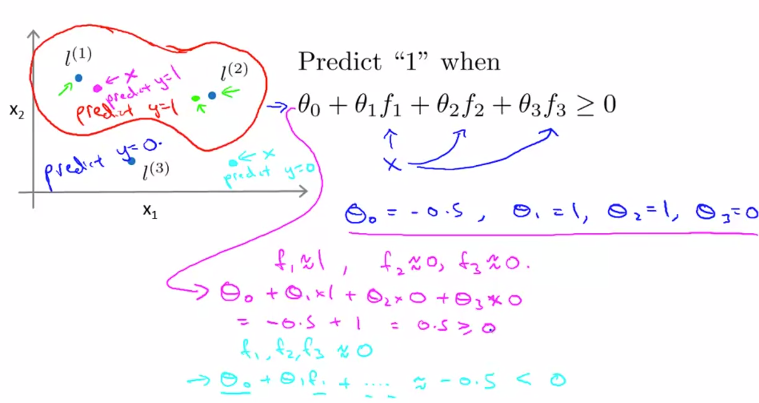 l^(1)
← x
predict y=1
l^(2)
predict y=1
x₂
predict y=0.
l^(3)
← x
predict y=0
x₁
Predict “1” when
→ θ₀ + θ₁f₁ + θ₂f₂ + θ₃f₃ ≥ 0
x
θ₀ = -0.5 , θ₁ = 1, θ₂ = 1, θ₃ = 0
f₁ ≈ 1 , f₂ ≈ 0, f₃ ≈ 0.
→ θ₀ + θ₁×1 + θ₂×0 + θ₃×0
= -0.5 + 1 = 0.5 ≥ 0
f₁, f₂, f₃ ≈ 0
→ θ₀ + θ₁f₁ + .... ≈ -0.5 < 0